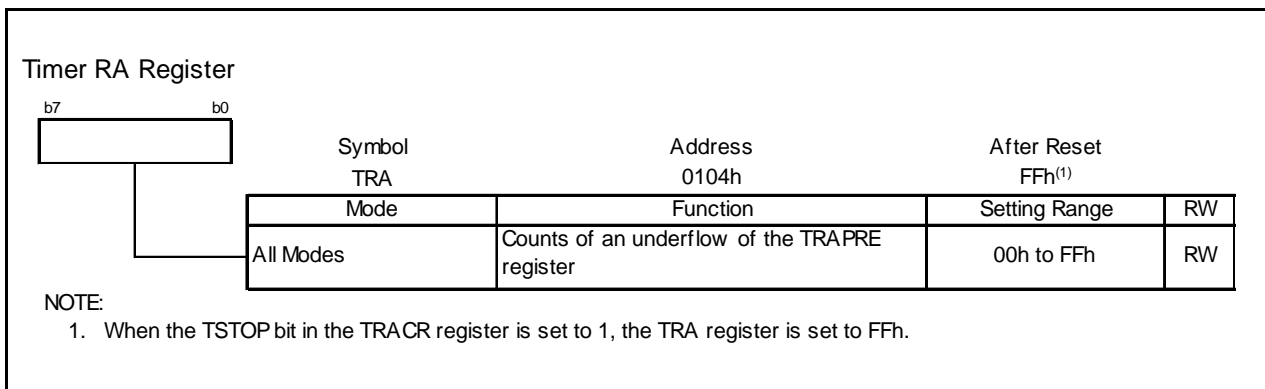 Timer RA Register
b7 b0
Symbol Address After Reset
TRA 0104h FFh(1)
Mode Function Setting Range RW
All Modes Counts of an underflow of the TRAPRE register 00h to FFh RW
NOTE:
1. When the TSTOP bit in the TRACR register is set to 1, the TRA register is set to FFh.